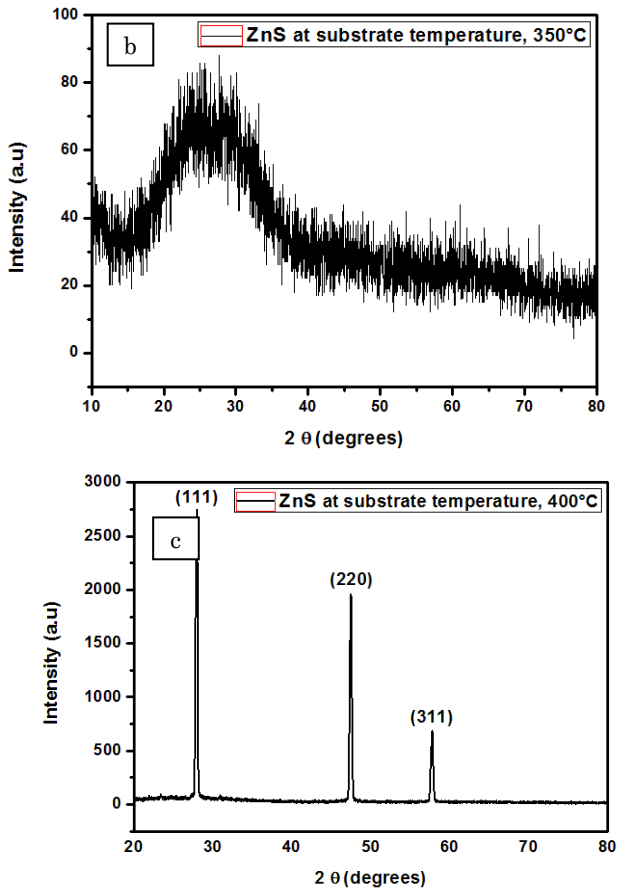 b
ZnS at substrate temperature, 350°C
100
80
60
40
20
0
Intensity (a.u)
10 20 30 40 50 60 70 80
2 θ (degrees)
c
ZnS at substrate temperature, 400°C
(111)
(220)
(311)
3000
2500
2000
1500
1000
500
0
Intensity (a.u)
20 30 40 50 60 70 80
2 θ (degrees)